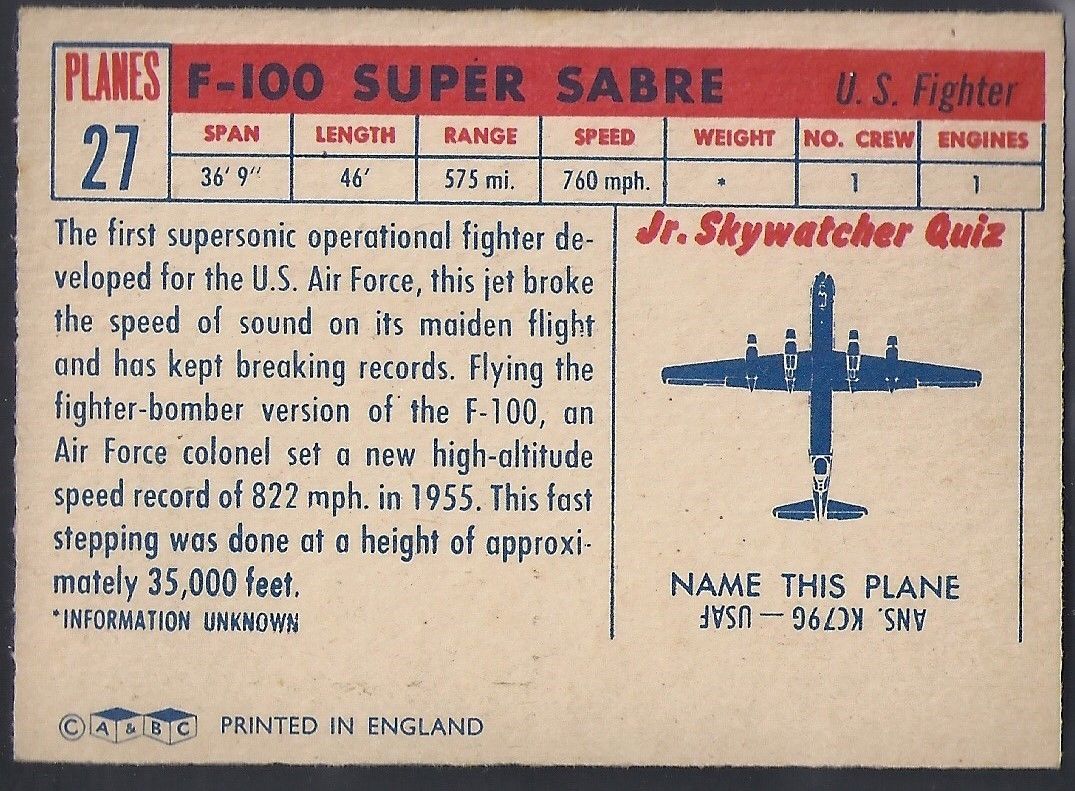 PLANES
27
F-100 SUPER SABRE U. S. Fighter
SPAN LENGTH RANGE SPEED WEIGHT NO. CREW ENGINES
36' 9" 46' 575 mi. 760 mph. * 1 1
The first supersonic operational fighter de-
veloped for the U.S. Air Force, this jet broke
the speed of sound on its maiden flight
and has kept breaking records. Flying the
fighter-bomber version of the F-100, an
Air Force colonel set a new high-altitude
speed record of 822 mph. in 1955. This fast
stepping was done at a height of approxi-
mately 35,000 feet.
*INFORMATION UNKNOWN
Jr. Skywatcher Quiz
NAME THIS PLANE
ANS. KC79G — USAF
© A & B C PRINTED IN ENGLAND